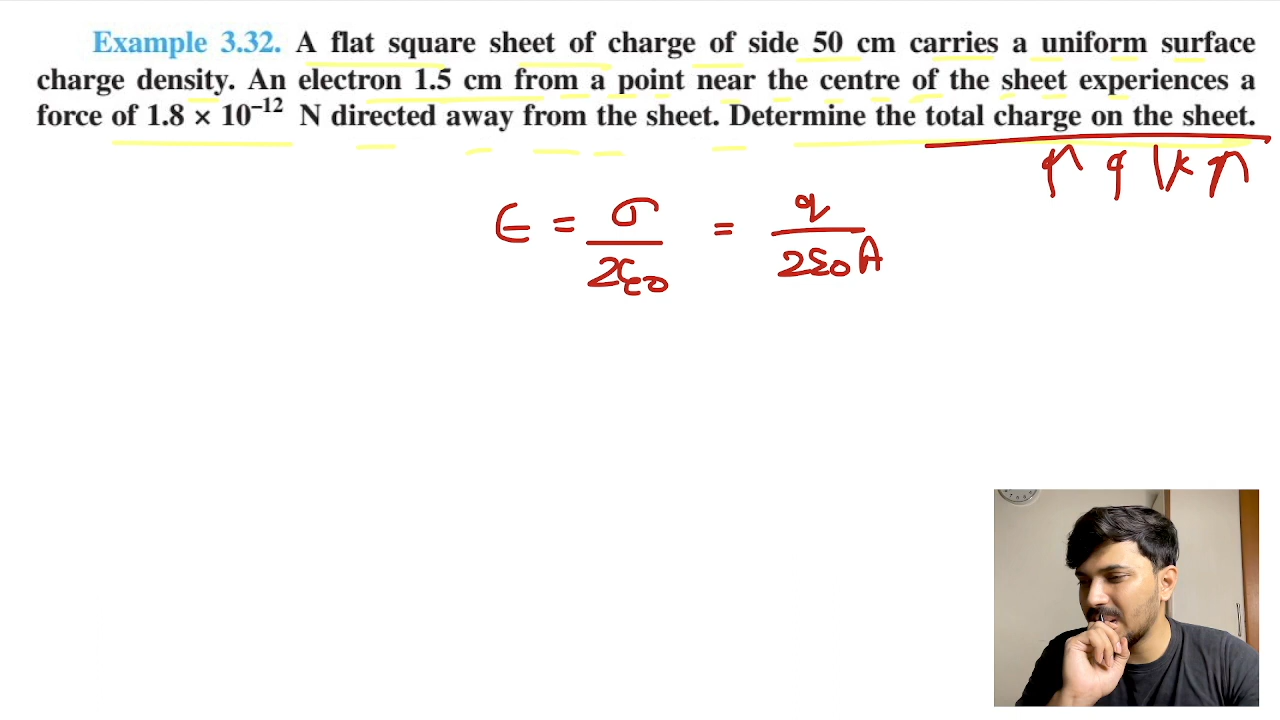 Example 3.32. A flat square sheet of charge of side 50 cm carries a uniform surface
charge density. An electron 1.5 cm from a point near the centre of the sheet experiences a
force of 1.8 × 10⁻¹² N directed away from the sheet. Determine the total charge on the sheet.
E = σ/2ε0 = q/2ε0A